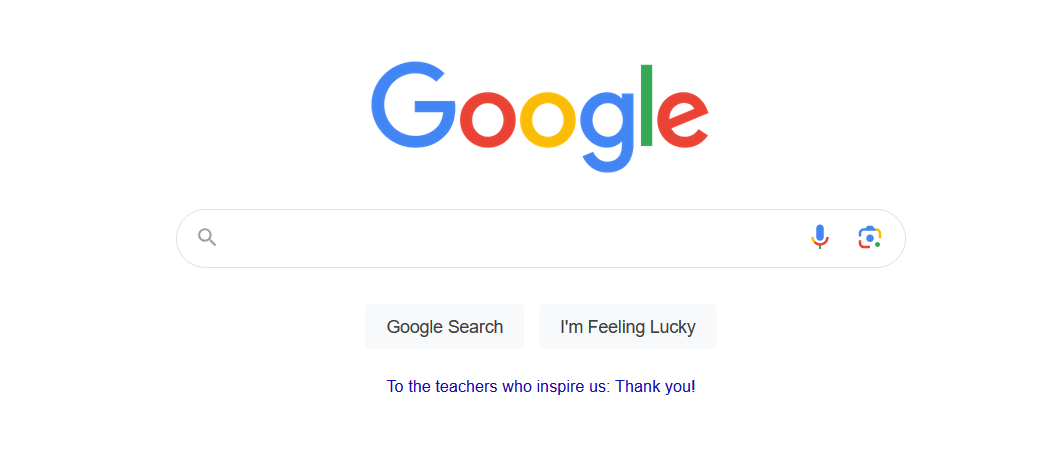 Google
Google Search
I'm Feeling Lucky
To the teachers who inspire us: Thank you!